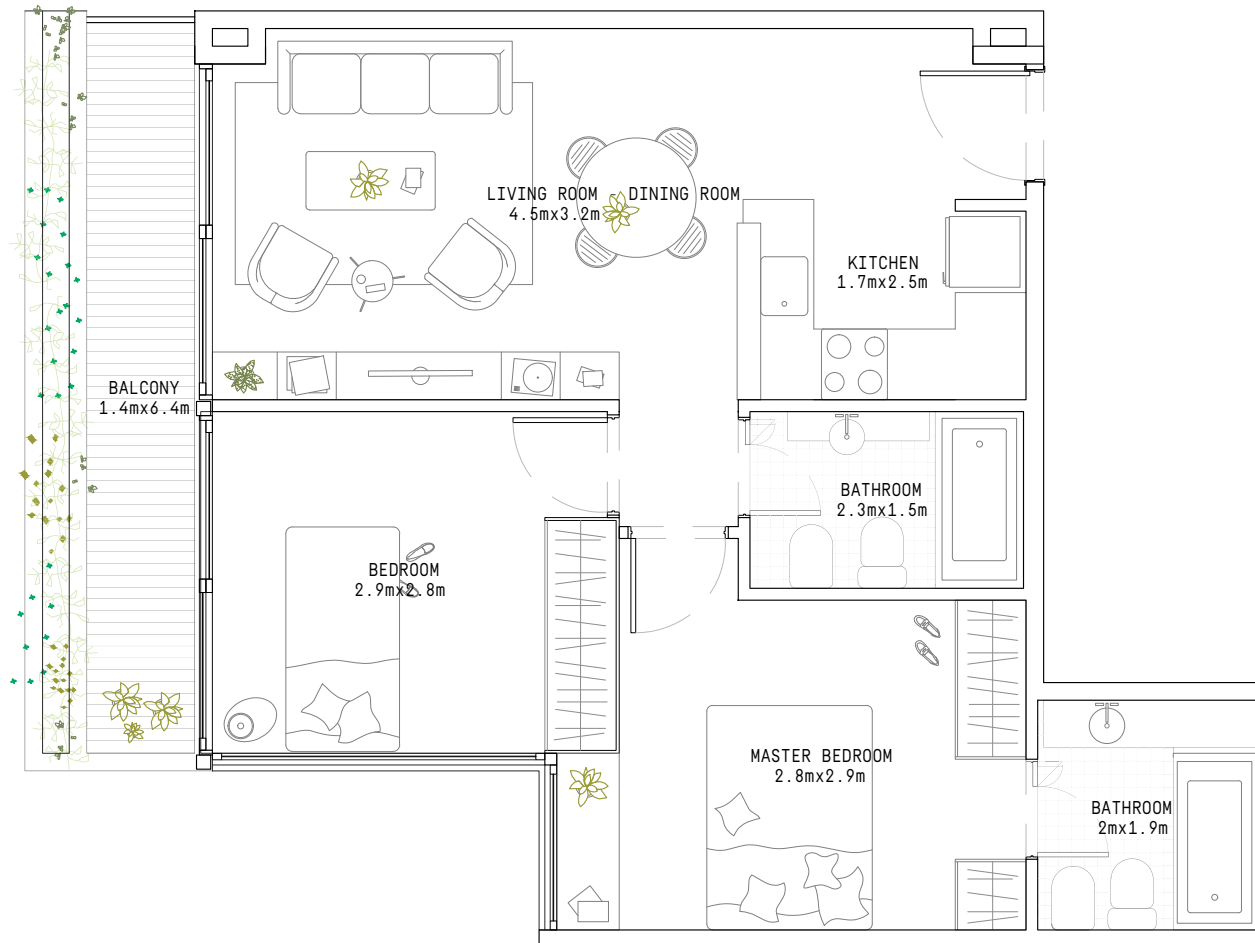 LIVING ROOM - DINING ROOM
4.5mx3.2m
KITCHEN
1.7mx2.5m
BALCONY
1.4mx6.4m
BATHROOM
2.3mx1.5m
BEDROOM
2.9mx2.8m
MASTER BEDROOM
2.8mx2.9m
BATHROOM
2mx1.9m